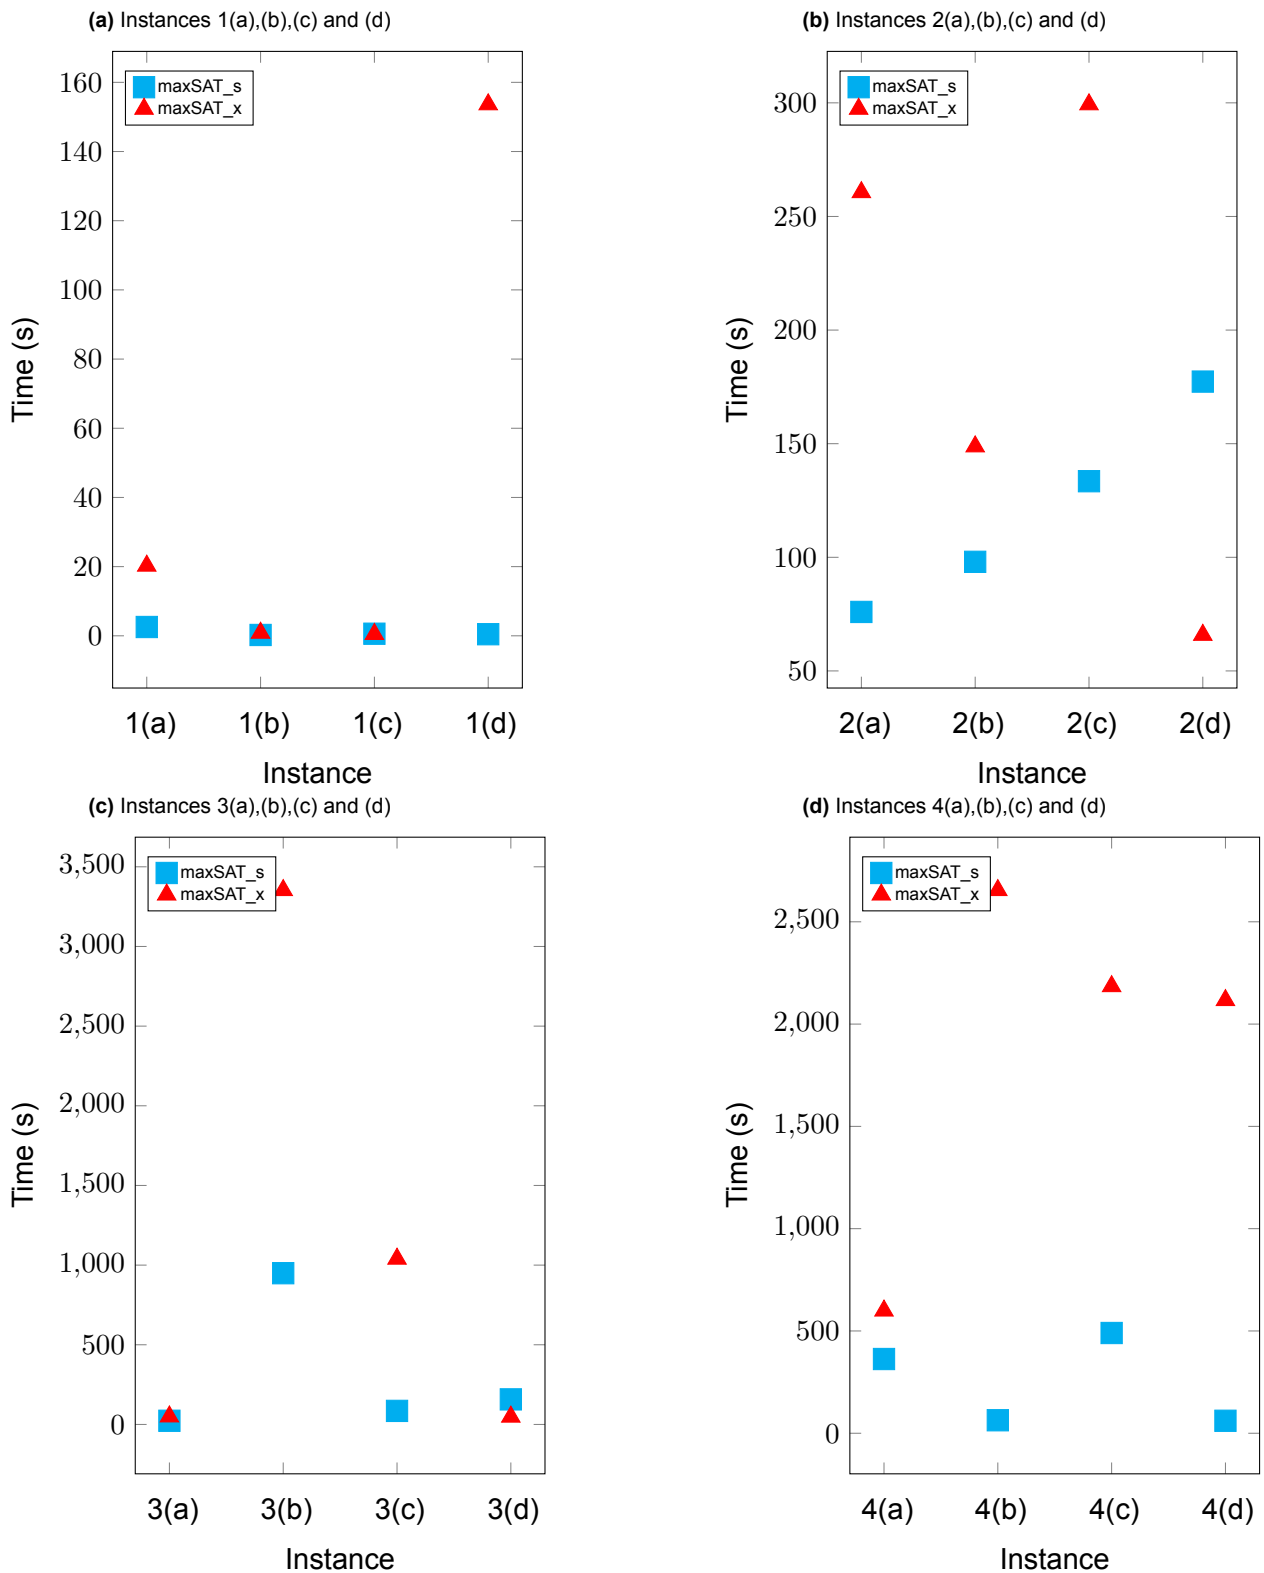 (a) Instances 1(a),(b),(c) and (d)
maxSAT_s
maxSAT_x
160
140
120
100
80
60
40
20
0
Time (s)
1(a) 1(b) 1(c) 1(d)
Instance
(b) Instances 2(a),(b),(c) and (d)
maxSAT_s
maxSAT_x
300
250
200
150
100
50
Time (s)
2(a) 2(b) 2(c) 2(d)
Instance
(c) Instances 3(a),(b),(c) and (d)
maxSAT_s
maxSAT_x
3,500
3,000
2,500
2,000
1,500
1,000
500
0
Time (s)
3(a) 3(b) 3(c) 3(d)
Instance
(d) Instances 4(a),(b),(c) and (d)
maxSAT_s
maxSAT_x
2,500
2,000
1,500
1,000
500
0
Time (s)
4(a) 4(b) 4(c) 4(d)
Instance